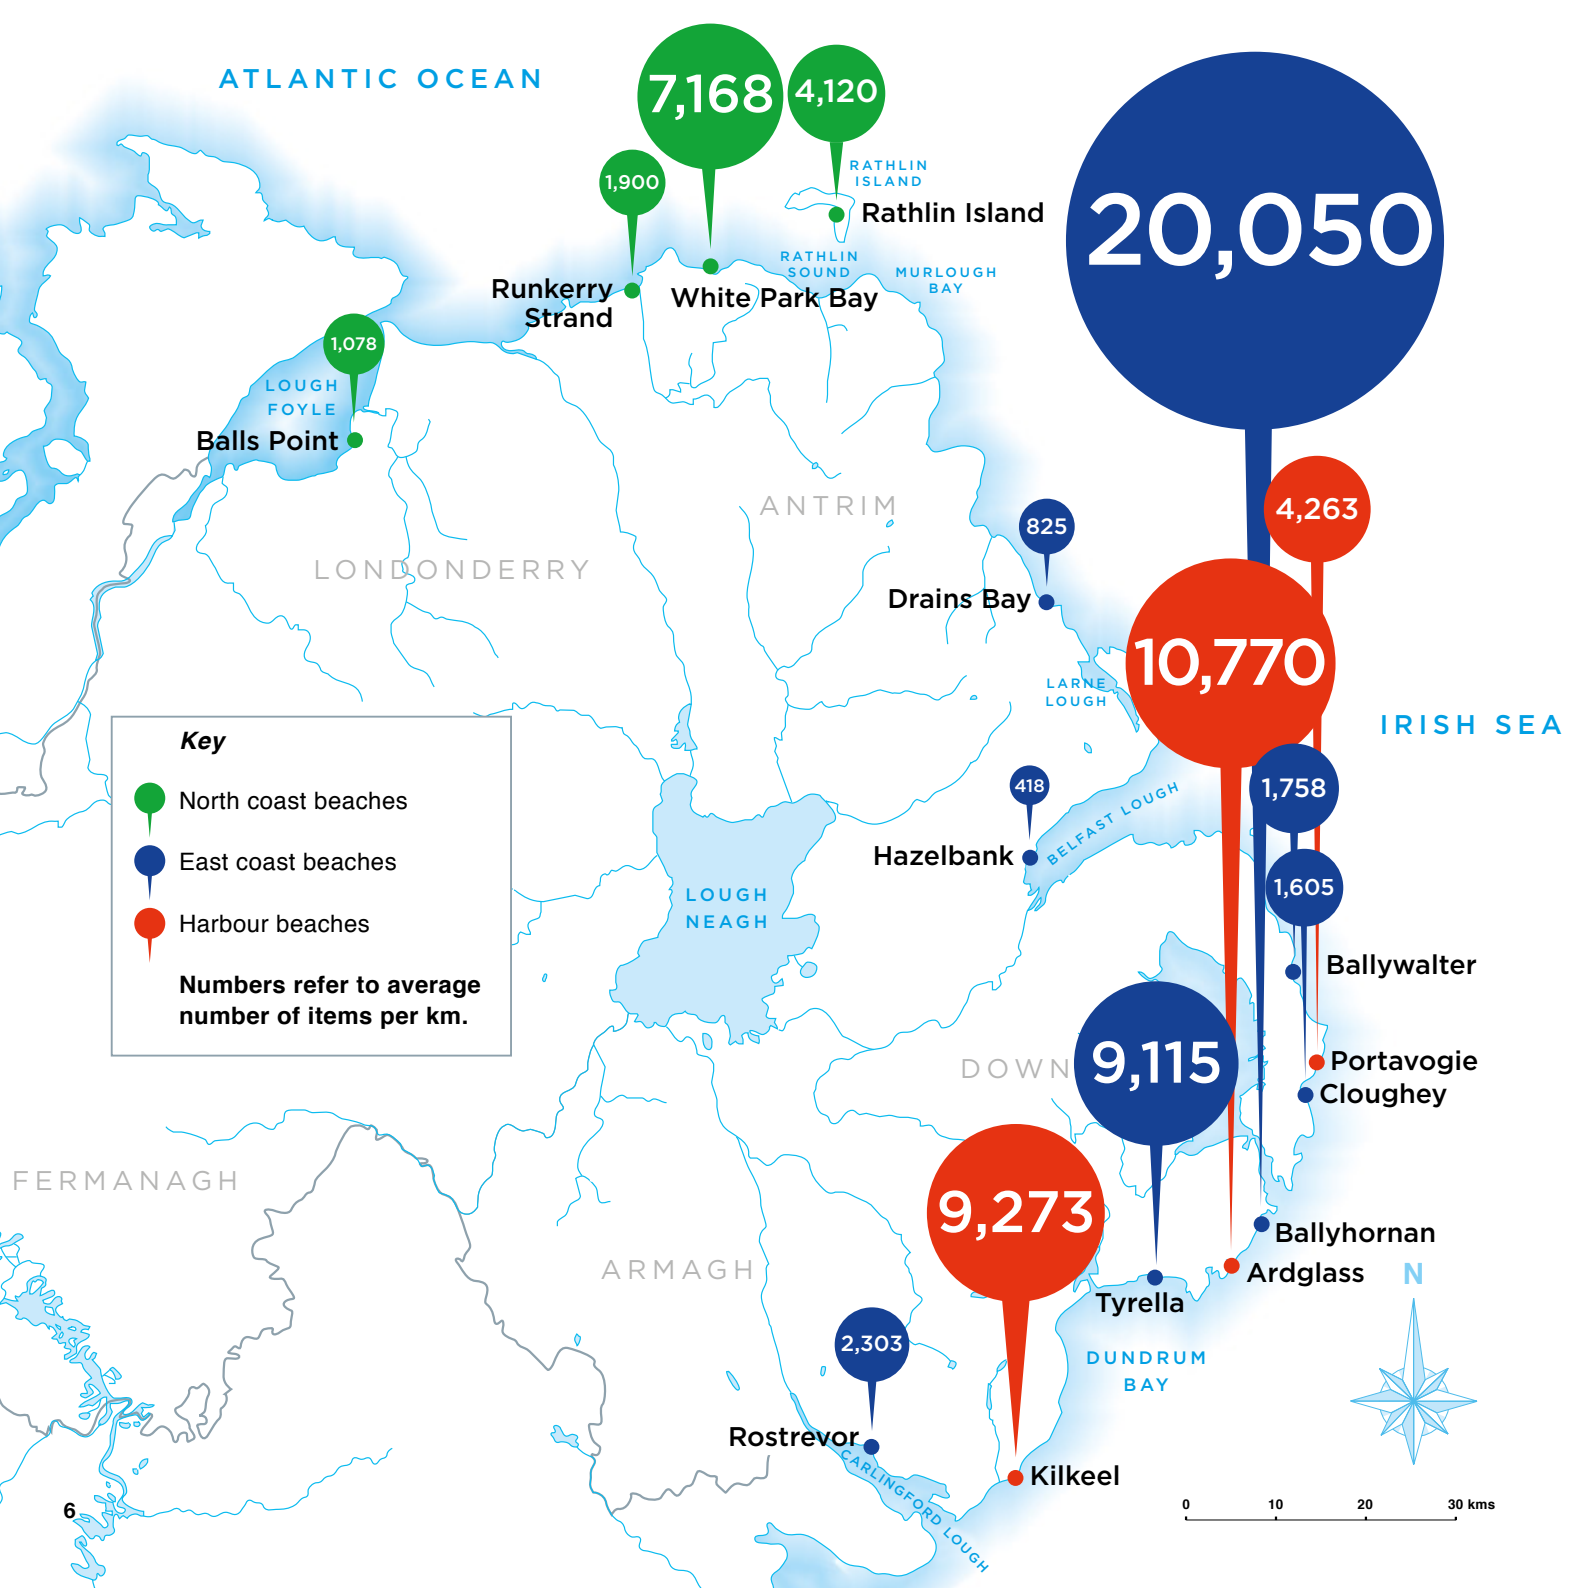 ATLANTIC OCEAN
7,168
4,120
1,900
RATHLIN
ISLAND
Rathlin Island
20,050
RATHLIN
SOUND
MURLOUGH
BAY
Runkerry
Strand
White Park Bay
1,078
LOUGH
FOYLE
Balls Point
ANTRIM
4,263
825
LONDONDERRY
Drains Bay
10,770
LARNE
LOUGH
IRISH SEA
Key
North coast beaches
East coast beaches
Harbour beaches
Numbers refer to average
number of items per km.
418
1,758
BELFAST LOUGH
Hazelbank
1,605
LOUGH
NEAGH
Ballywalter
DOWN
9,115
Portavogie
Cloughey
FERMANAGH
9,273
Ballyhornan
ARMAGH
Ardglass
N
Tyrella
2,303
DUNDRUM
BAY
Rostrevor
CARLINGFORD LOUGH
Kilkeel
6
0 10 20 30 kms